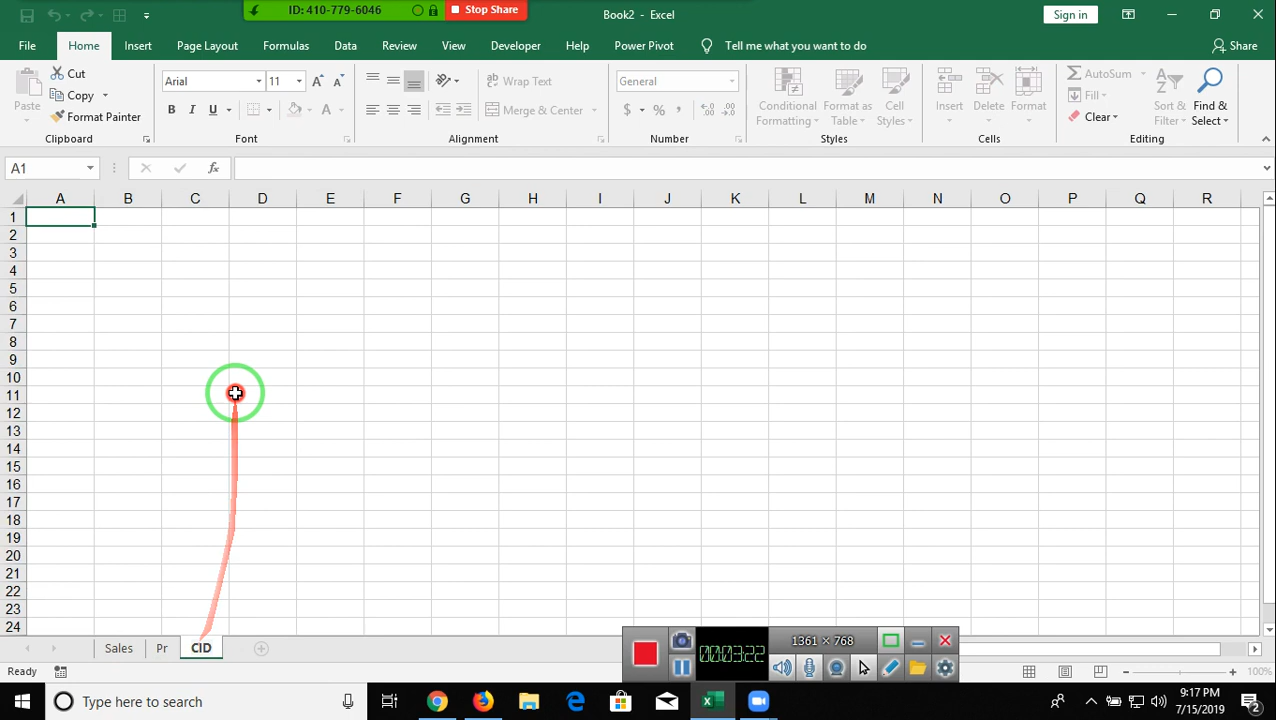 ID: 410-779-6046
Stop Share
Book2 - Excel
Sign in
File
Home
Insert
Page Layout
Formulas
Data
Review
View
Developer
Help
Power Pivot
Tell me what you want to do
Share
Paste
Cut
Copy
Format Painter
Clipboard
Arial
11
B I U
Font
Wrap Text
Merge & Center
Alignment
General
$ % ,
Number
Conditional
Formatting
Format as
Table
Cell
Styles
Styles
Insert
Delete
Format
Cells
AutoSum
Fill
Clear
Sort &
Filter
Find &
Select
Editing
A1
fx
A B C D E F G H I J K L M N O P Q R
1
2
3
4
5
6
7
8
9
10
11
12
13
14
15
16
17
18
19
20
21
22
23
24
Sales
Pr
CID
00:03:22
1361 × 768
Ready
100%
Type here to search
9:17 PM
7/15/2019
2